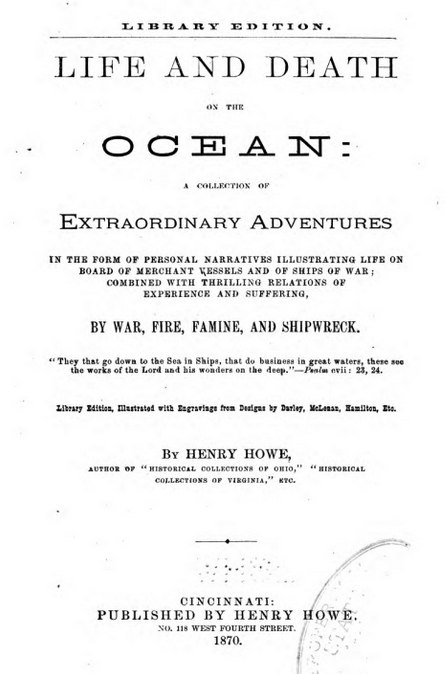 LIBRARY EDITION.
LIFE AND DEATH
ON THE
OCEAN:
A COLLECTION OF
EXTRAORDINARY ADVENTURES
IN THE FORM OF PERSONAL NARRATIVES ILLUSTRATING LIFE ON
BOARD OF MERCHANT VESSELS AND OF SHIPS OF WAR;
COMBINED WITH THRILLING RELATIONS OF
EXPERIENCE AND SUFFERING,
BY WAR, FIRE, FAMINE, AND SHIPWRECK.
"They that go down to the Sea in Ships, that do business in great waters, these see
the works of the Lord and his wonders on the deep."—Psalm cvii: 23, 24.
Library Edition, Illustrated with Engravings from Designs by Darley, McLenan, Hamilton, Etc.
BY HENRY HOWE,
AUTHOR OF "HISTORICAL COLLECTIONS OF OHIO," "HISTORICAL
COLLECTIONS OF VIRGINIA," ETC.
CINCINNATI:
PUBLISHED BY HENRY HOWE.
NO. 118 WEST FOURTH STREET.
1870.